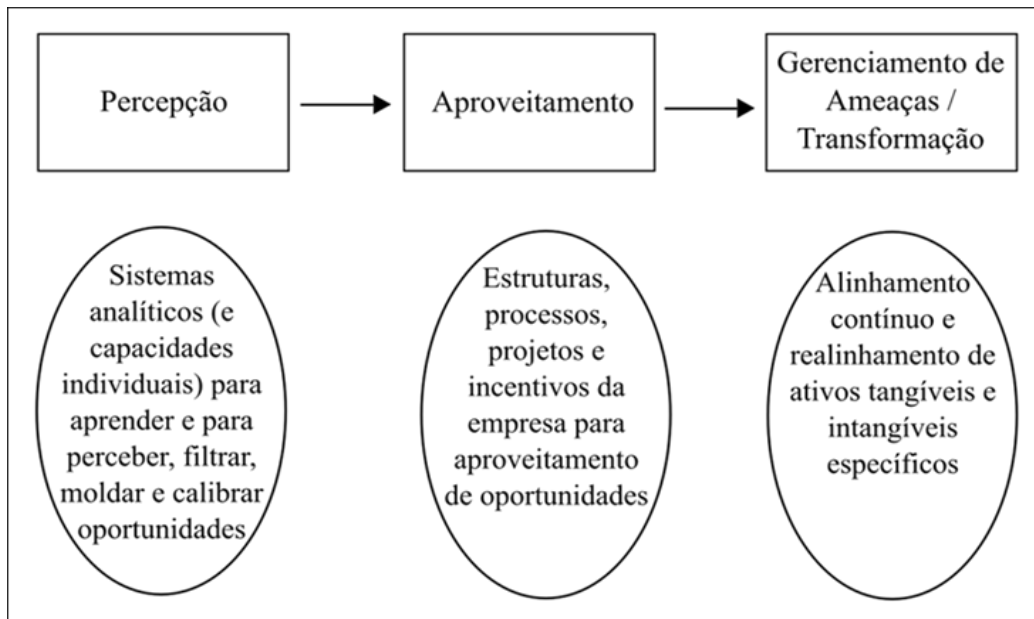 Percepção
Aproveitamento
Gerenciamento de
Ameaças /
Transformação
Sistemas
analíticos (e
capacidades
individuais) para
aprender e para
perceber, filtrar,
moldar e calibrar
oportunidades
Estruturas,
processos,
projetos e
incentivos da
empresa para
aproveitamento
de oportunidades
Alinhamento
contínuo e
realinhamento de
ativos tangíveis e
intangíveis
específicos